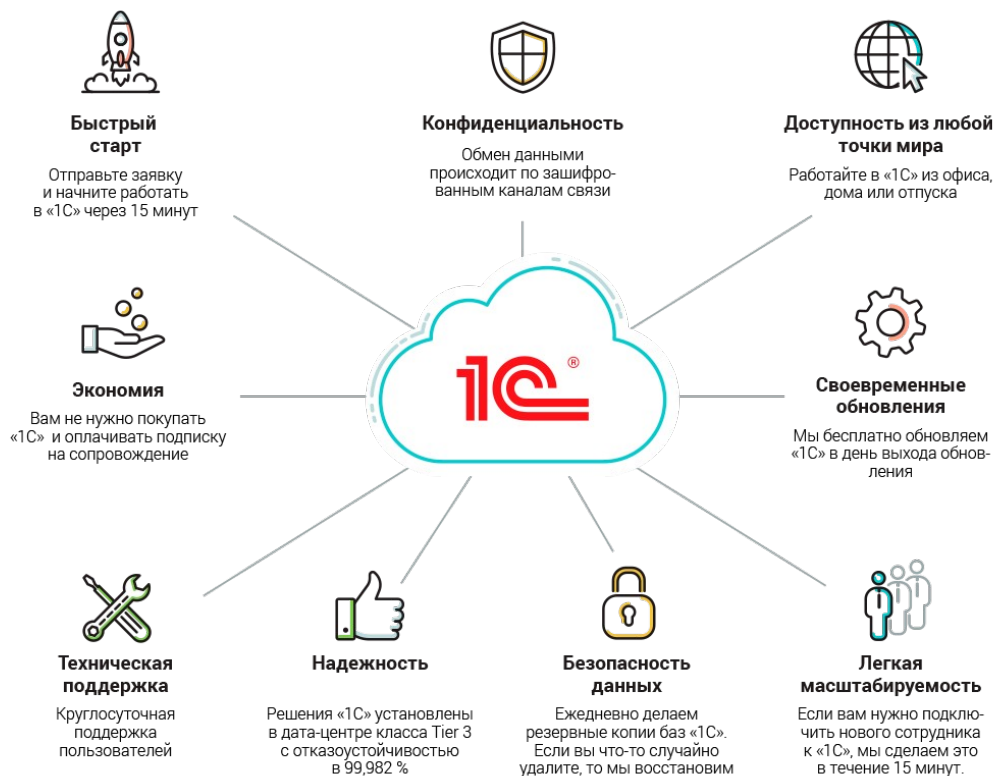 Быстрый
старт
Отправьте заявку
и начните работать
в «1С» через 15 минут
Конфиденциальность
Обмен данными
происходит по зашифро-
ванным каналам связи
Доступность из любой
точки мира
Работайте в «1С» из офиса,
дома или отпуска
Экономия
Вам не нужно покупать
«1С» и оплачивать подписку
на сопровождение
1С®
Своевременные
обновления
Мы бесплатно обновляем
«1С» в день выхода обнов-
ления
Техническая
поддержка
Круглосуточная
поддержка
пользователей
Надежность
Решения «1С» установлены
в дата-центре класса Tier 3
с отказоустойчивостью
в 99,982 %
Безопасность
данных
Ежедневно делаем
резервные копии баз «1С».
Если вы что-то случайно
удалите, то мы восстановим
Легкая
масштабируемость
Если вам нужно подклю-
чить нового сотрудника
к «1С», мы сделаем это
в течение 15 минут.